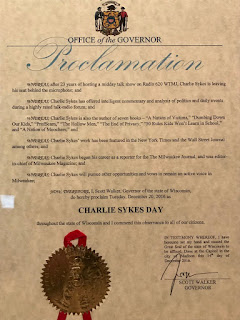 OFFICE of the GOVERNOR
Proclamation
WHEREAS; after 23 years of hosting a midday talk show on Radio 620 WTMJ, Charlie Sykes is leaving
his seat behind the microphone; and
WHEREAS; Charlie Sykes has offered intelligent commentary and analysis of politics and daily events
during a highly rated talk-radio forum; and
WHEREAS; Charlie Sykes is also the author of seven books – "A Nation of Victims," "Dumbing Down
Our Kids," "ProfScam," "The Hollow Men," "The End of Privacy," "50 Rules Kids Won't Learn in School,"
and "A Nation of Moochers;" and
WHEREAS; Charlie Sykes' work has been featured in the New York Times and the Wall Street Journal
among others; and
WHEREAS; Charlie Sykes began his career as a reporter for the Milwaukee Journal, and was editor
in chief of Milwaukee Magazine; and
WHEREAS; Charlie Sykes will pursue other opportunities and vows to remain an active voice in
Milwaukee;
NOW, THEREFORE, I, Scott Walker, Governor of the State of Wisconsin,
do hereby proclaim Tuesday, December 20, 2016 as
CHARLIE SYKES DAY
throughout the state of Wisconsin and I commend this observance to all of our citizens.
IN TESTIMONY WHEREOF, I have
hereunto set my hand and caused the
Great Seal of the State of Wisconsin to
be affixed. Done at the Capitol in the
City of Madison this day of
December 2016.
SCOTT WALKER
GOVERNOR